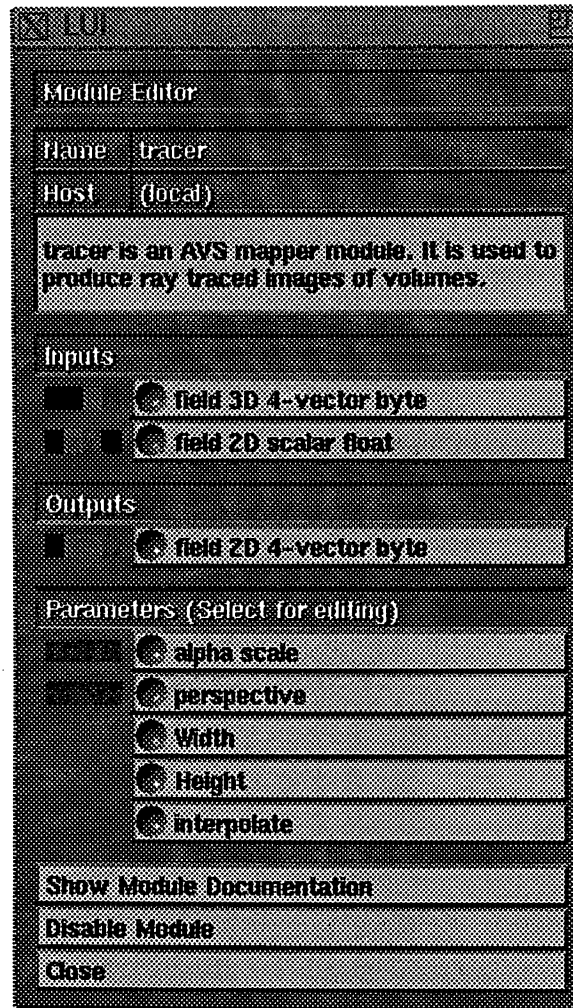 LUI
Module Editor
Name tracer
Host (local)
tracer is an AVS mapper module. It is used to
produce ray traced images of volumes.
Inputs
field 3D 4-vector byte
field 2D scalar float
Outputs
field 2D 4-vector byte
Parameters (Select for editing)
alpha scale
perspective
Width
Height
interpolate
Show Module Documentation
Disable Module
Close